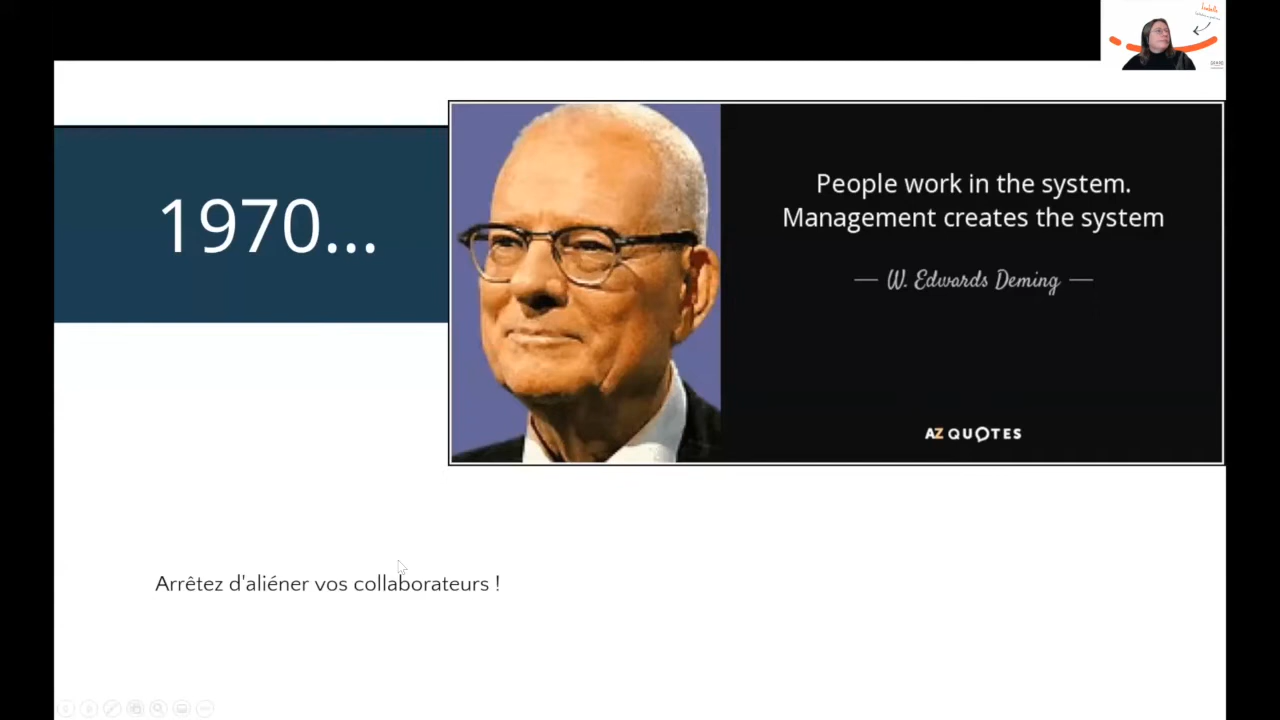 1970...
People work in the system.
Management creates the system
— W. Edwards Deming —
AZ QUOTES
Arrêtez d'aliéner vos collaborateurs !